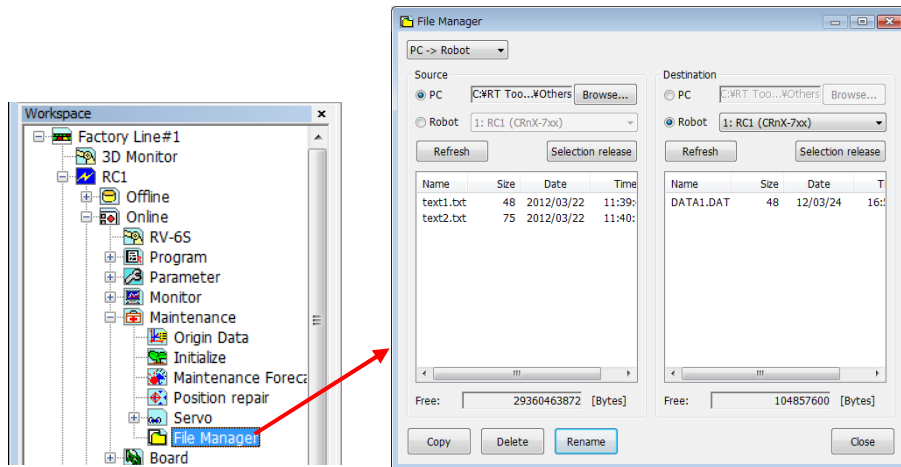 Workspace x
Factory Line#1
3D Monitor
RC1
Offline
Online
RV-6S
Program
Parameter
Monitor
Maintenance
Origin Data
Initialize
Maintenance Foreca
Position repair
Servo
File Manager
Board
File Manager
PC -> Robot
Source
PC C:¥RT Too...¥Others Browse...
Robot 1: RC1 (CRnX-7xx)
Refresh Selection release
Name Size Date Time
text1.txt 48 2012/03/22 11:39:
text2.txt 75 2012/03/22 11:40:
Free: 29360463872 [Bytes]
Destination
PC C:¥RT Too...¥Others Browse...
Robot 1: RC1 (CRnX-7xx)
Refresh Selection release
Name Size Date Ti
DATA1.DAT 48 12/03/24 16:
Free: 104857600 [Bytes]
Copy Delete Rename Close